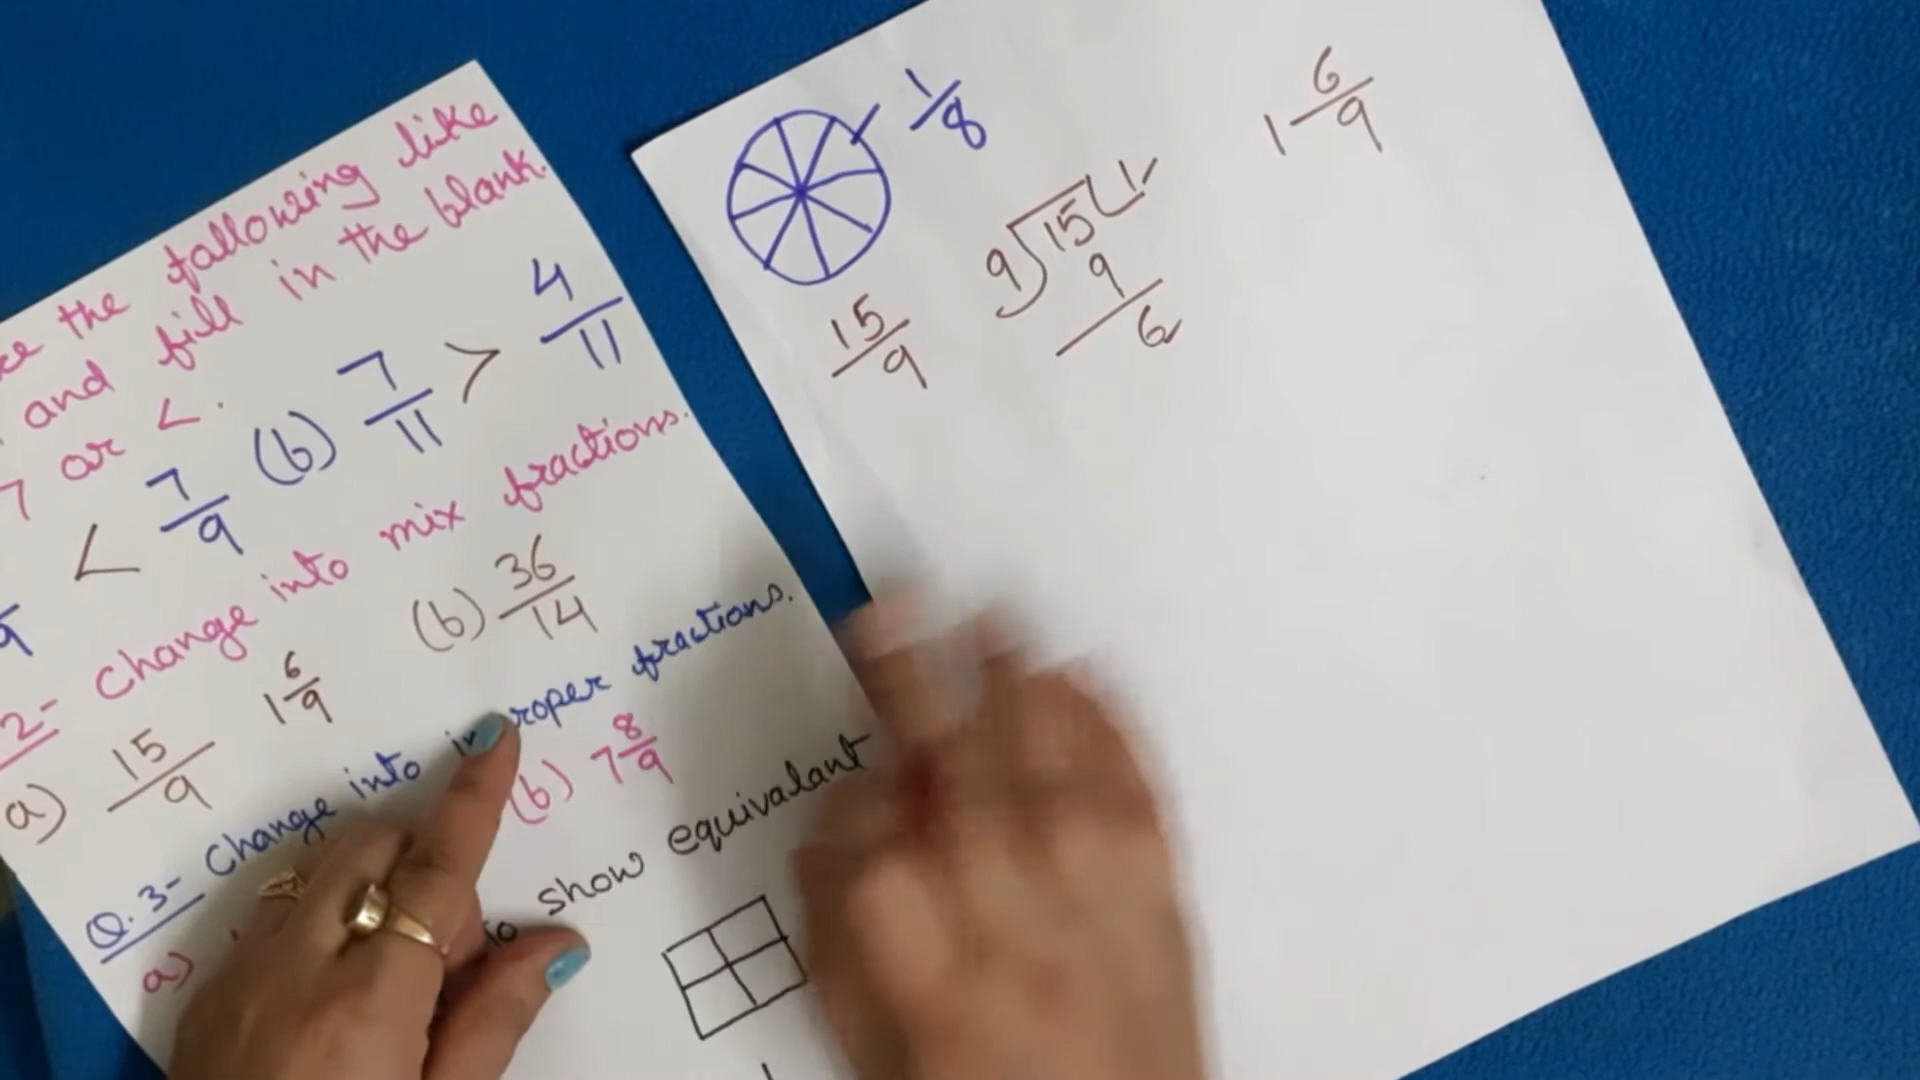 the following like
and fill in the blank.
7 or <.
< 7/9 (b) 7/11 > 4/11
2- Change into mix fractions.
a) 15/9 1 6/9 (b) 36/14
Q.3- Change into roper fractions.
a) (b) 7 8/9
to show equivalant
1/8
15/9
9 15 1
9
6
1 6/9